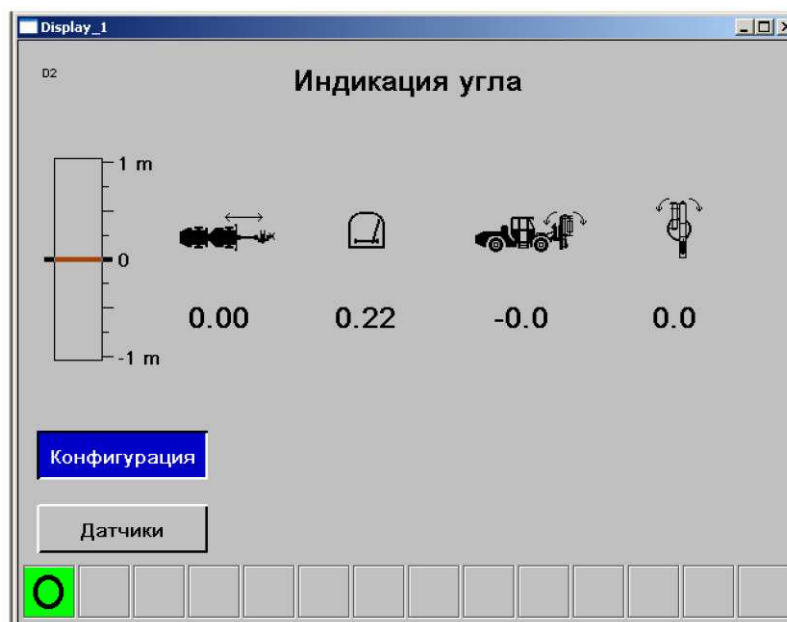 Display_1
D2
Индикация угла
1 m
0
-1 m
0.00 0.22 -0.0 0.0
Конфигурация
Датчики